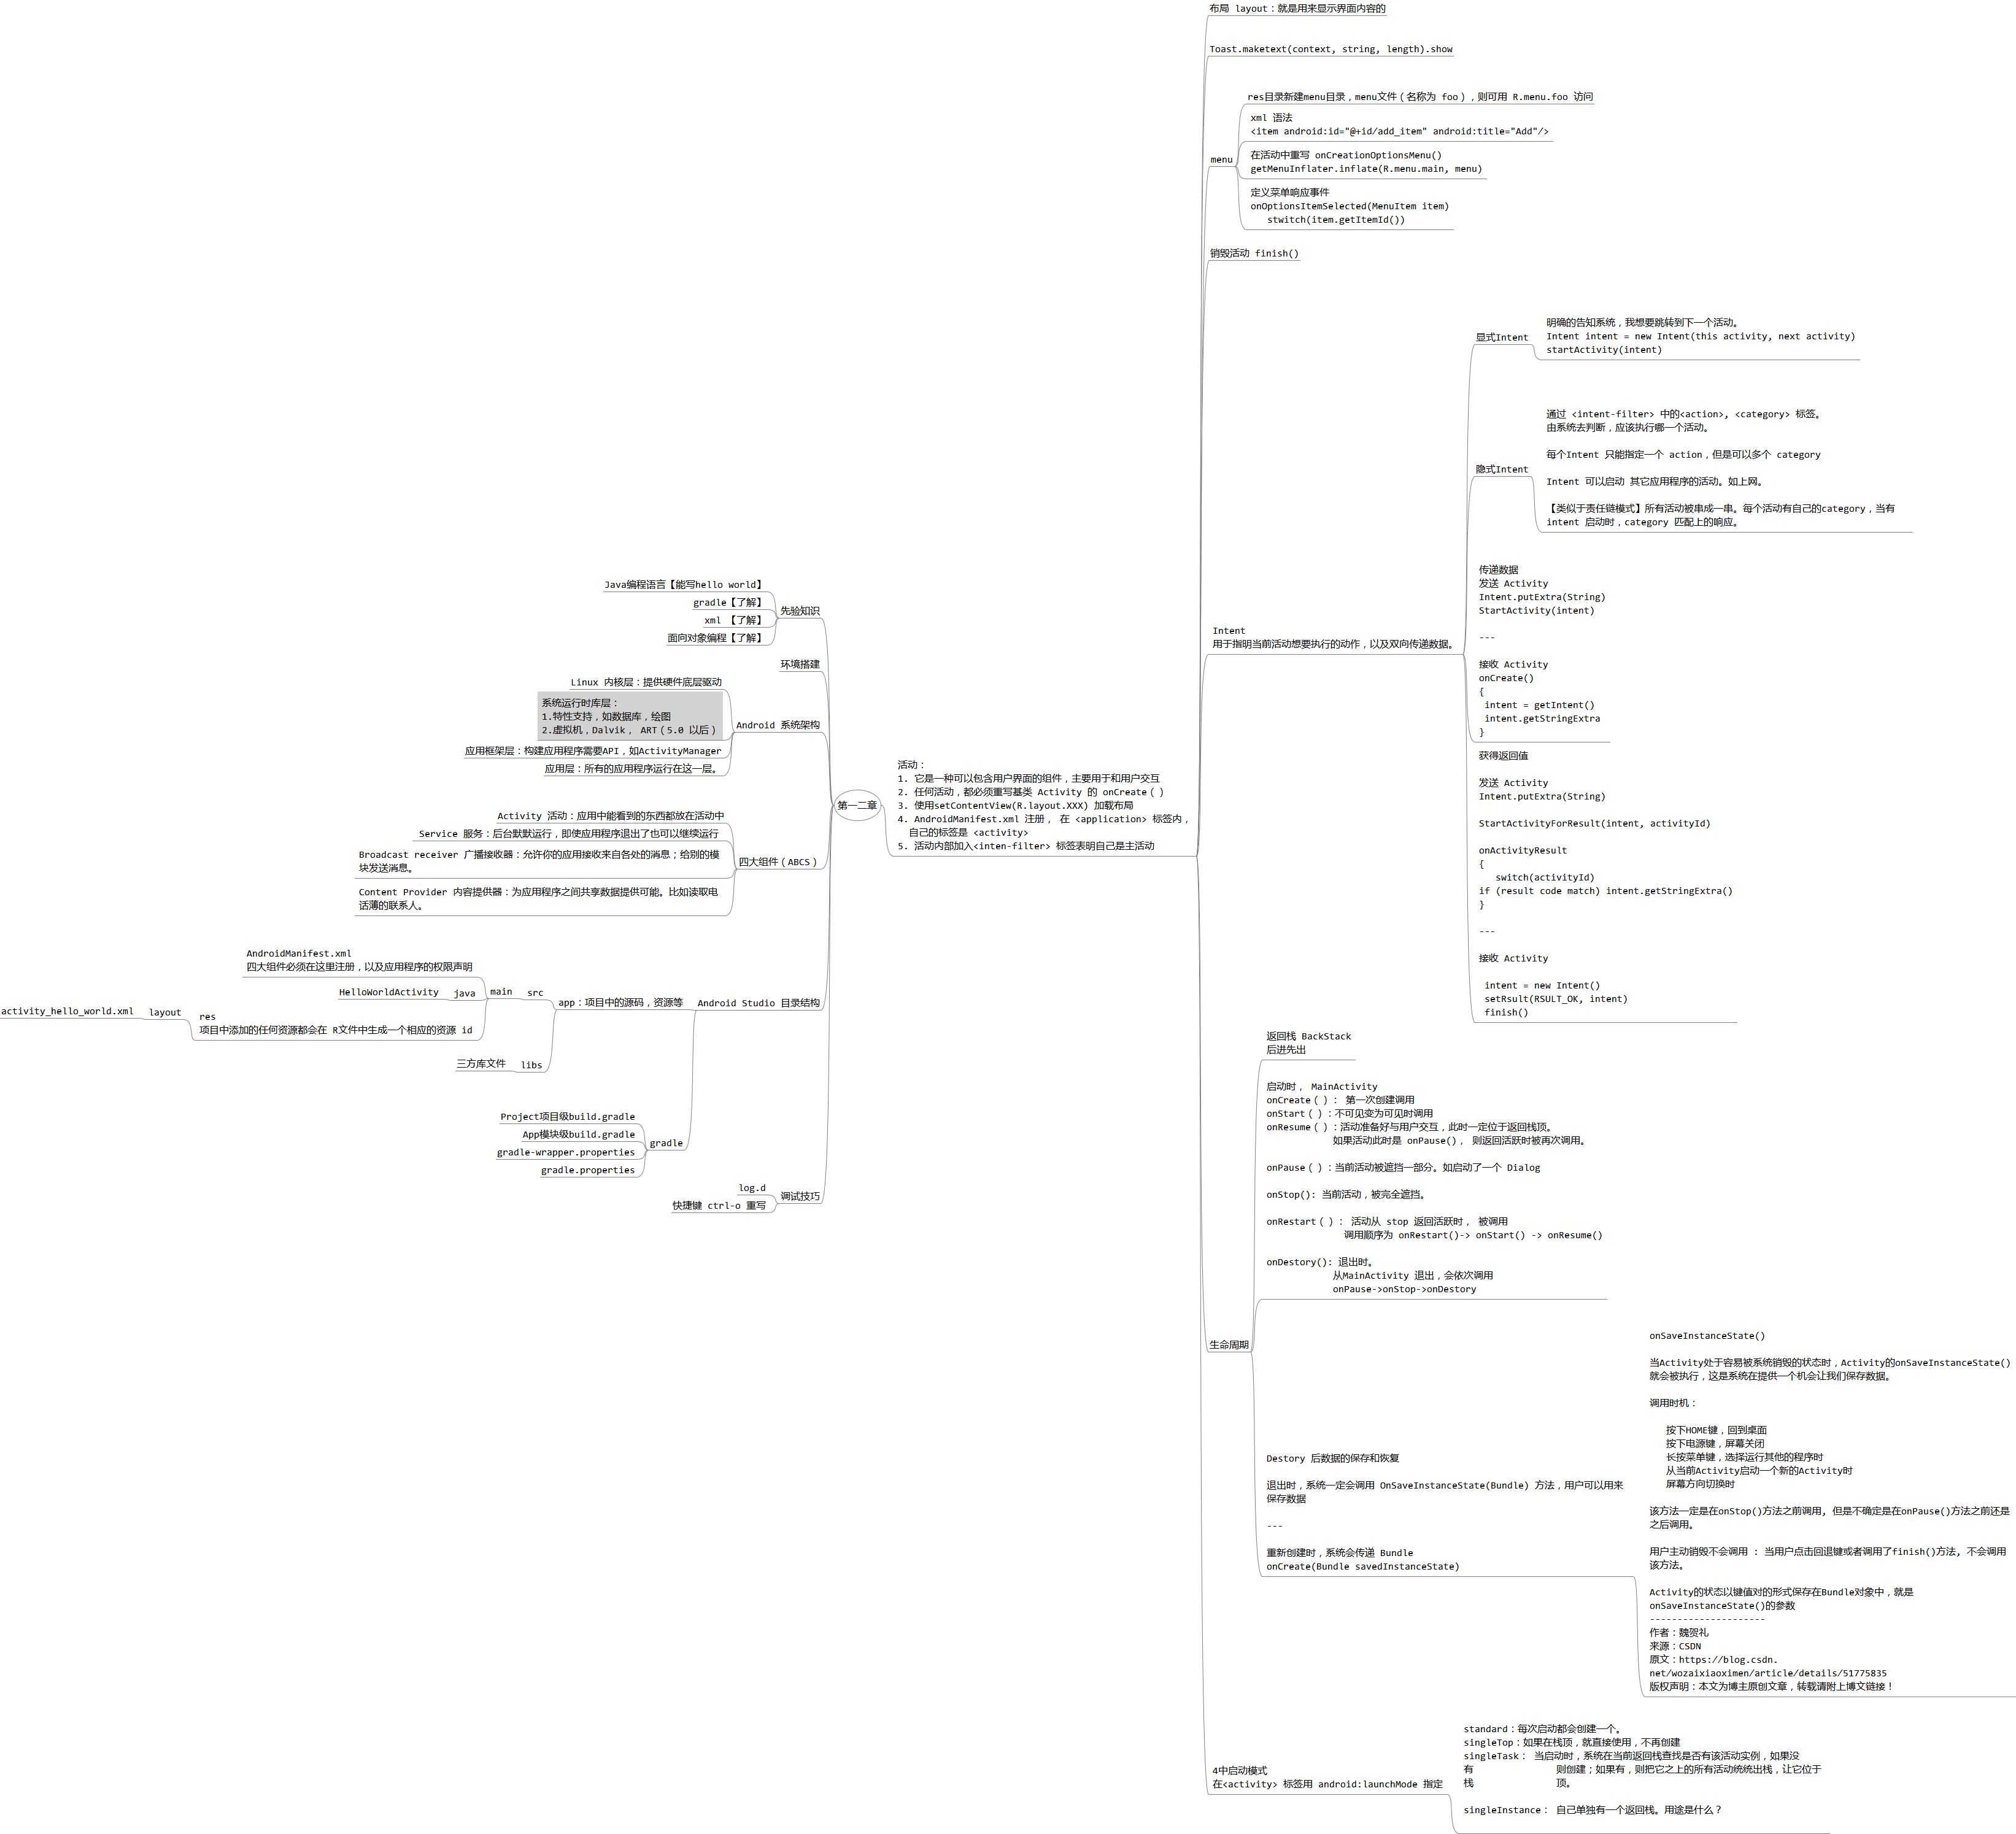 第一二章
先验知识
Java编程语言【能写hello world】
gradle【了解】
xml 【了解】
面向对象编程【了解】
环境搭建
Android 系统架构
Linux 内核层：提供硬件底层驱动
系统运行时库层：
1.特性支持，如数据库，绘图
2.虚拟机，Dalvik， ART（5.0 以后）
应用框架层：构建应用程序需要API，如ActivityManager
应用层：所有的应用程序运行在这一层。
四大组件（ABCS）
Activity 活动：应用中能看到的东西都放在活动中
Service 服务：后台默默运行，即使应用程序退出了也可以继续运行
Broadcast receiver 广播接收器：允许你的应用接收来自各处的消息；给别的模
块发送消息。
Content Provider 内容提供器：为应用程序之间共享数据提供可能。比如读取电
话薄的联系人。
Android Studio 目录结构
app：项目中的源码，资源等
src
main
AndroidManifest.xml
四大组件必须在这里注册，以及应用程序的权限声明
java
HelloWorldActivity
res
项目中添加的任何资源都会在 R文件中生成一个相应的资源 id
layout
activity_hello_world.xml
libs
三方库文件
gradle
Project项目级build.gradle
App模块级build.gradle
gradle-wrapper.properties
gradle.properties
调试技巧
log.d
快捷键 ctrl-o 重写
活动：
1. 它是一种可以包含用户界面的组件，主要用于和用户交互
2. 任何活动，都必须重写基类 Activity 的 onCreate（）
3. 使用setContentView(R.layout.XXX) 加载布局
4. AndroidManifest.xml 注册， 在 <application> 标签内，
自己的标签是 <activity>
5. 活动内部加入<inten-filter> 标签表明自己是主活动
布局 layout：就是用来显示界面内容的
Toast.maketext(context, string, length).show
menu
res目录新建menu目录，menu文件（名称为 foo），则可用 R.menu.foo 访问
xml 语法
<item android:id="@+id/add_item" android:title="Add"/>
在活动中重写 onCreationOptionsMenu()
getMenuInflater.inflate(R.menu.main, menu)
定义菜单响应事件
onOptionsItemSelected(MenuItem item)
stwitch(item.getItemId())
销毁活动 finish()
Intent
用于指明当前活动想要执行的动作，以及双向传递数据。
显式Intent
明确的告知系统，我想要跳转到下一个活动。
Intent intent = new Intent(this activity, next activity)
startActivity(intent)
隐式Intent
通过 <intent-filter> 中的<action>, <category> 标签。
由系统去判断，应该执行哪一个活动。
每个Intent 只能指定一个 action，但是可以多个 category
Intent 可以启动 其它应用程序的活动。如上网。
【类似于责任链模式】所有活动被串成一串。每个活动有自己的category，当有
intent 启动时，category 匹配上的响应。
传递数据
发送 Activity
Intent.putExtra(String)
StartActivity(intent)
---
接收 Activity
onCreate()
{
intent = getIntent()
intent.getStringExtra
}
获得返回值
发送 Activity
Intent.putExtra(String)
StartActivityForResult(intent, activityId)
onActivityResult
{
switch(activityId)
if (result code match) intent.getStringExtra()
}
---
接收 Activity
intent = new Intent()
setRsult(RSULT_OK, intent)
finish()
生命周期
返回栈 BackStack
后进先出
启动时， MainActivity
onCreate（）： 第一次创建调用
onStart（）：不可见变为可见时调用
onResume（）：活动准备好与用户交互，此时一定位于返回栈顶。
如果活动此时是 onPause()， 则返回活跃时被再次调用。
onPause（）：当前活动被遮挡一部分。如启动了一个 Dialog
onStop(): 当前活动，被完全遮挡。
onRestart（）： 活动从 stop 返回活跃时， 被调用
调用顺序为 onRestart()-> onStart() -> onResume()
onDestory(): 退出时。
从MainActivity 退出，会依次调用
onPause->onStop->onDestory
Destory 后数据的保存和恢复
退出时，系统一定会调用 OnSaveInstanceState(Bundle) 方法，用户可以用来
保存数据
---
重新创建时，系统会传递 Bundle
onCreate(Bundle savedInstanceState)
onSaveInstanceState()
当Activity处于容易被系统销毁的状态时，Activity的onSaveInstanceState()
就会被执行，这是系统在提供一个机会让我们保存数据。
调用时机：
按下HOME键，回到桌面
按下电源键，屏幕关闭
长按菜单键，选择运行其他的程序时
从当前Activity启动一个新的Activity时
屏幕方向切换时
该方法一定是在onStop()方法之前调用, 但是不确定是在onPause()方法之前还是
之后调用。
用户主动销毁不会调用 : 当用户点击回退键或者调用了finish()方法, 不会调用
该方法。
Activity的状态以键值对的形式保存在Bundle对象中，就是
onSaveInstanceState()的参数
---------------------
作者：魏贺礼
来源：CSDN
原文：https://blog.csdn.
net/wozaixiaoximen/article/details/51775835
版权声明：本文为博主原创文章，转载请附上博文链接！
4中启动模式
在<activity> 标签用 android:launchMode 指定
standard：每次启动都会创建一个。
singleTop：如果在栈顶，就直接使用，不再创建
singleTask： 当启动时，系统在当前返回栈查找是否有该活动实例，如果没
有 则创建；如果有，则把它之上的所有活动统统出栈，让它位于
栈 顶。
singleInstance： 自己单独有一个返回栈。用途是什么？